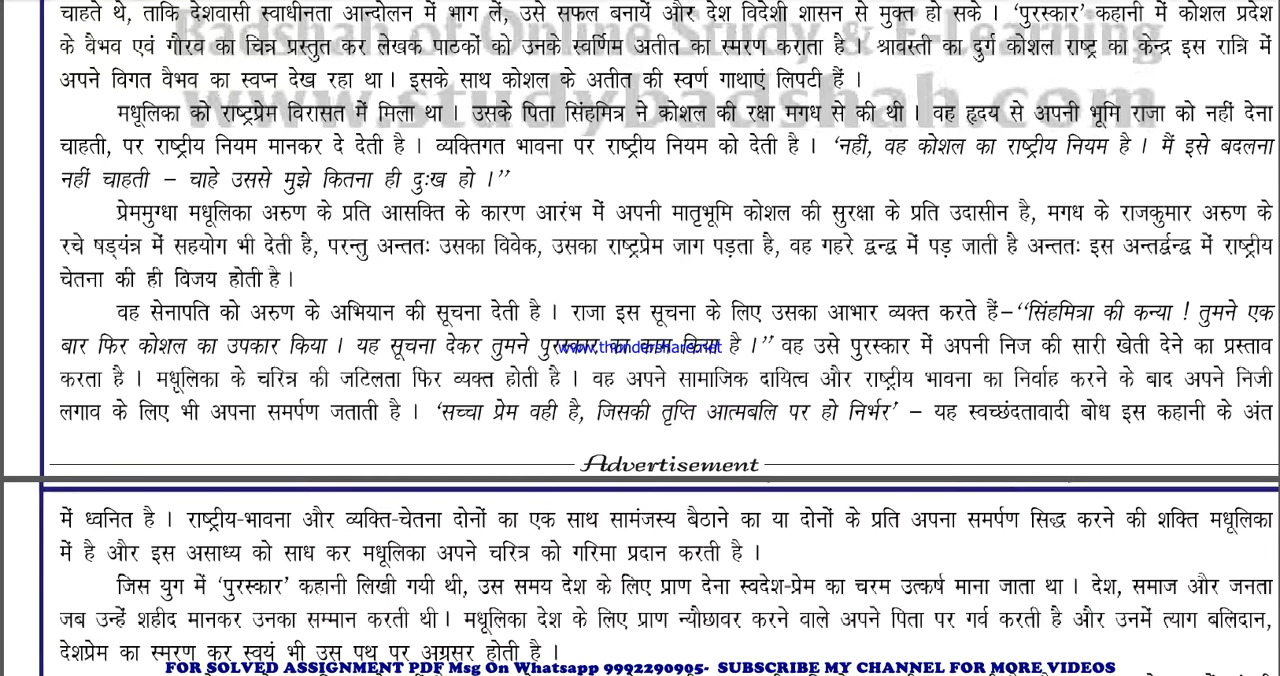 चाहते थे, ताकि देशवासी स्वाधीनता आन्दोलन में भाग लें, उसे सफल बनायें और देश विदेशी शासन से मुक्त हो सके । 'पुरस्कार' कहानी में कोशल प्रदेश
Badshah of Online Study & E-Learning
के वैभव एवं गौरव का चित्र प्रस्तुत कर लेखक पाठकों को उनके स्वर्णिम अतीत का स्मरण कराता है । श्रावस्ती का दुर्ग कोशल राष्ट्र का केन्द्र इस रात्रि में
अपने विगत वैभव का स्वप्न देख रहा था । इसके साथ कोशल के अतीत की स्वर्ण गाथाएं लिपटी हैं ।
www.studybadshah.com
मधूलिका को राष्ट्रप्रेम विरासत में मिला था । उसके पिता सिंहमित्र ने कोशल की रक्षा मगध से की थी । वह हृदय से अपनी भूमि राजा को नहीं देना
चाहती, पर राष्ट्रीय नियम मानकर दे देती है । व्यक्तिगत भावना पर राष्ट्रीय नियम को देती है । 'नहीं, वह कोशल का राष्ट्रीय नियम है । मैं इसे बदलना
नहीं चाहती – चाहे उससे मुझे कितना ही दुःख हो ।"
प्रेममुग्धा मधूलिका अरुण के प्रति आसक्ति के कारण आरंभ में अपनी मातृभूमि कोशल की सुरक्षा के प्रति उदासीन है, मगध के राजकुमार अरुण के
रचे षड्यंत्र में सहयोग भी देती है, परन्तु अन्ततः उसका विवेक, उसका राष्ट्रप्रेम जाग पड़ता है, वह गहरे द्वन्द्व में पड़ जाती है अन्ततः इस अन्तर्द्वन्द्व में राष्ट्रीय
चेतना की ही विजय होती है ।
वह सेनापति को अरुण के अभियान की सूचना देती है । राजा इस सूचना के लिए उसका आभार व्यक्त करते हैं–"सिंहमित्रा की कन्या ! तुमने एक
बार फिर कोशल का उपकार किया । यह सूचना देकर तुमने पुरस्कार का काम किया है ।" वह उसे पुरस्कार में अपनी निज की सारी खेती देने का प्रस्ताव
www.thundershare.net
करता है । मधूलिका के चरित्र की जटिलता फिर व्यक्त होती है । वह अपने सामाजिक दायित्व और राष्ट्रीय भावना का निर्वाह करने के बाद अपने निजी
लगाव के लिए भी अपना समर्पण जताती है । 'सच्चा प्रेम वही है, जिसकी तृप्ति आत्मबलि पर हो निर्भर' – यह स्वच्छंदतावादी बोध इस कहानी के अंत
Advertisement
में ध्वनित है । राष्ट्रीय-भावना और व्यक्ति-चेतना दोनों का एक साथ सामंजस्य बैठाने का या दोनों के प्रति अपना समर्पण सिद्ध करने की शक्ति मधूलिका
में है और इस असाध्य को साध कर मधूलिका अपने चरित्र को गरिमा प्रदान करती है ।
जिस युग में 'पुरस्कार' कहानी लिखी गयी थी, उस समय देश के लिए प्राण देना स्वदेश-प्रेम का चरम उत्कर्ष माना जाता था । देश, समाज और जनता
जब उन्हें शहीद मानकर उनका सम्मान करती थी । मधूलिका देश के लिए प्राण न्यौछावर करने वाले अपने पिता पर गर्व करती है और उनमें त्याग बलिदान,
देशप्रेम का स्मरण कर स्वयं भी उस पथ पर अग्रसर होती है ।
FOR SOLVED ASSIGNMENT PDF Msg On Whatsapp 9992290905- SUBSCRIBE MY CHANNEL FOR MORE VIDEOS